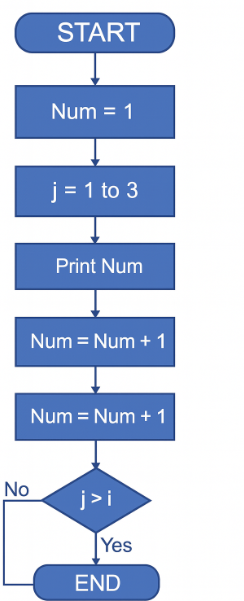 START
Num = 1
j = 1 to 3
Print Num
Num = Num + 1
Num = Num + 1
j > i
No
Yes
END